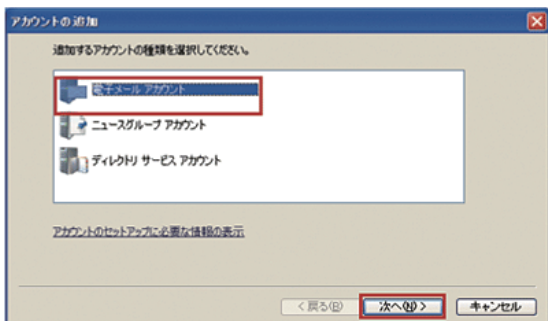 アカウントの追加
追加するアカウントの種類を選択してください。
電子メール アカウント
ニュースグループ アカウント
ディレクトリ サービス アカウント
アカウントのセットアップに必要な情報の表示
< 戻る(B)
次へ(N) >
キャンセル